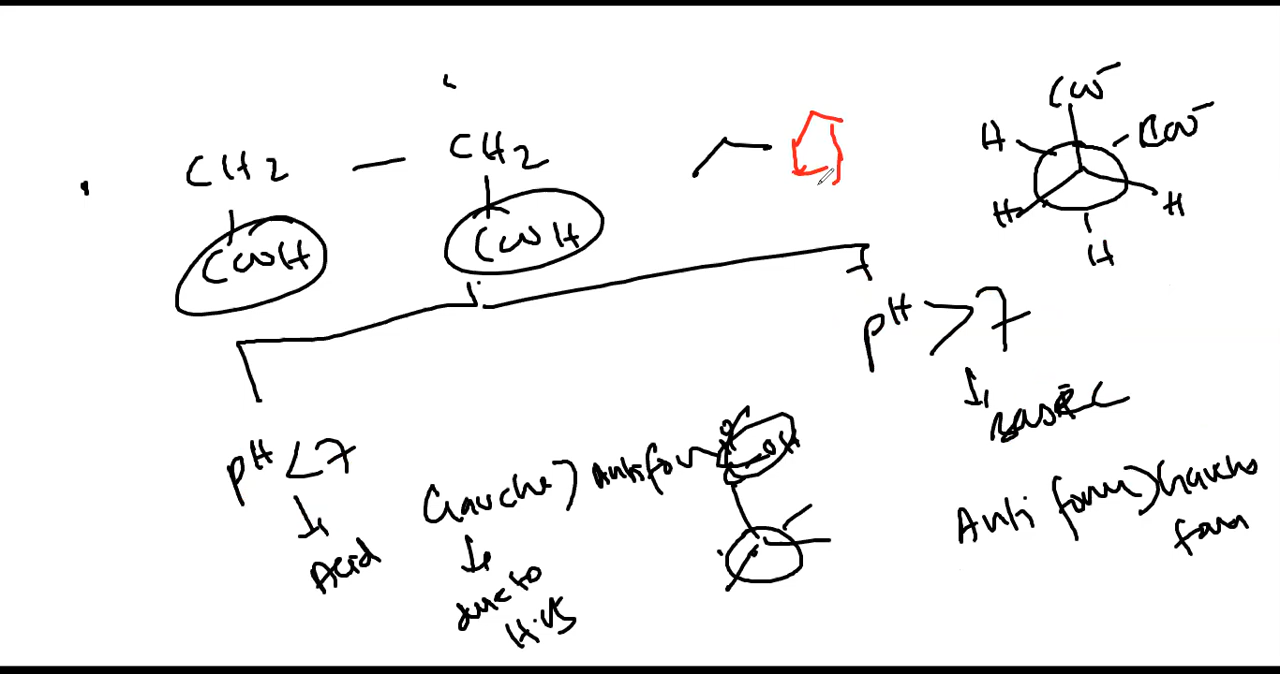 CH2 — CH2
COOH COOH
COO⁻
COO⁻
H
H
H
H
pH > 7
Basic
Anti form > Gauche
form
pH < 7
Acid
Gauche > Anti form
due to
H.B
OH